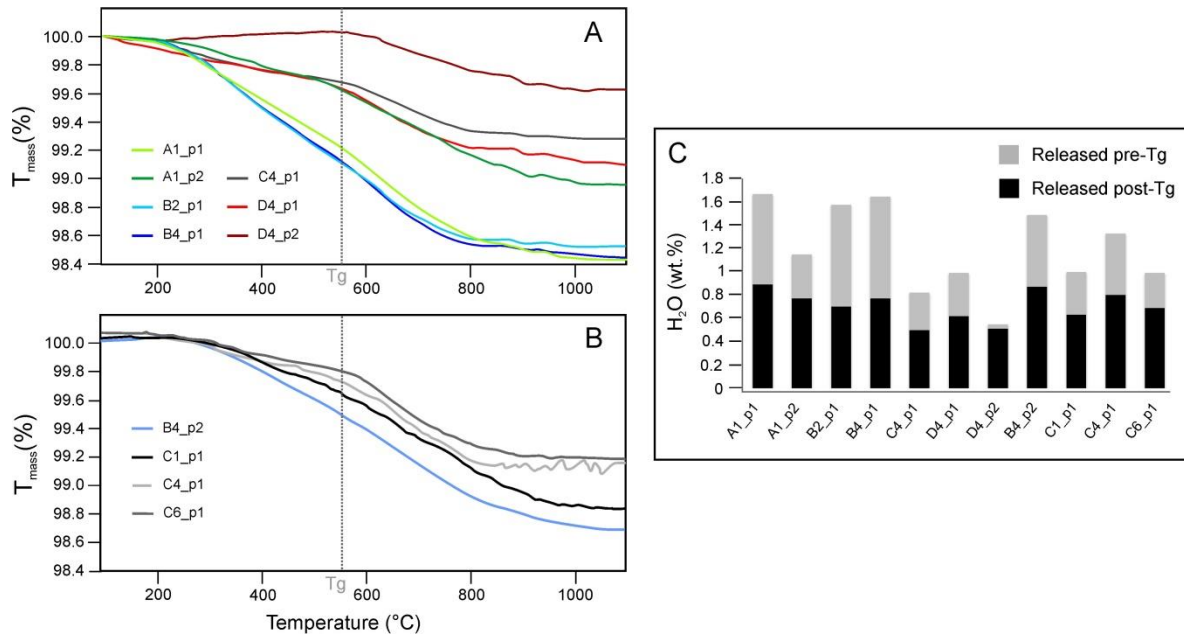 A
100.0
99.8
99.6
99.4
99.2
99.0
98.8
98.6
98.4
T mass (%)
A1_p1
A1_p2
B2_p1
B4_p1
C4_p1
D4_p1
D4_p2
200
400
Tg
600
800
1000
B
100.0
99.8
99.6
99.4
99.2
99.0
98.8
98.6
98.4
T mass (%)
B4_p2
C1_p1
C4_p1
C6_p1
200
400
Tg
600
800
1000
Temperature (°C)
C
Released pre-Tg
Released post-Tg
1.8
1.6
1.4
1.2
1
0.8
0.6
0.4
0.2
0
H₂O (wt.%)
A1_p1
A1_p2
B2_p1
B4_p1
C4_p1
D4_p1
D4_p2
B4_p2
C1_p1
C4_p1
C6_p1